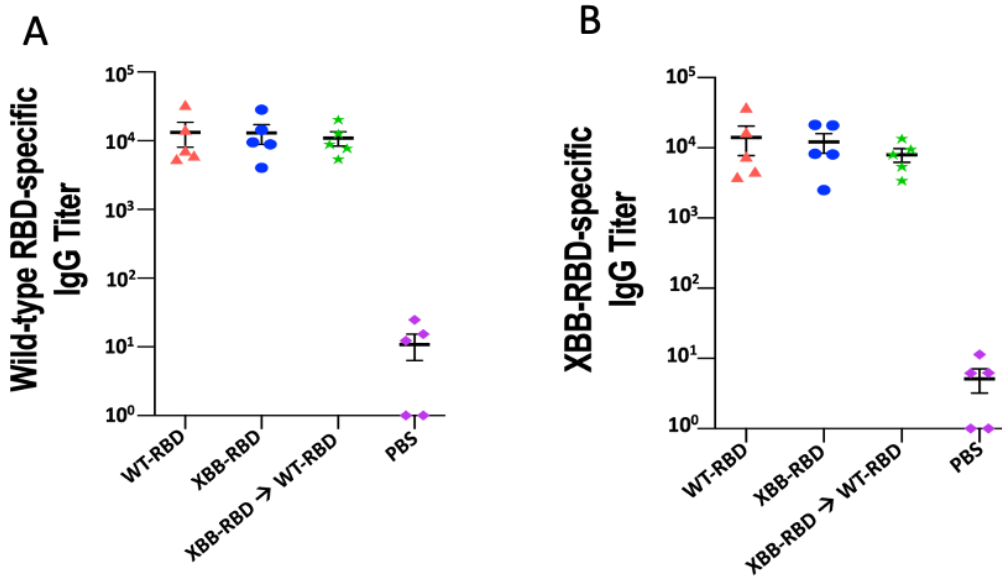 A
Wild-type RBD-specific
IgG Titer
10⁵
10⁴
10³
10²
10¹
10⁰
WT-RBD
XBB-RBD
XBB-RBD → WT-RBD
PBS
B
XBB-RBD-specific
IgG Titer
10⁵
10⁴
10³
10²
10¹
10⁰
WT-RBD
XBB-RBD
XBB-RBD → WT-RBD
PBS